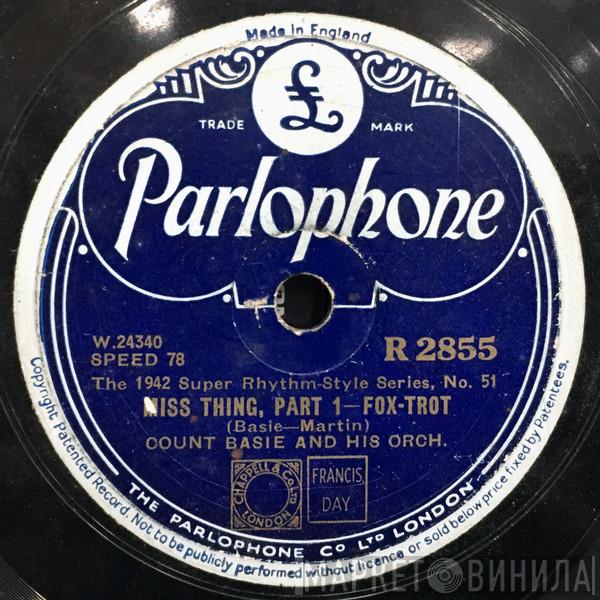 Made in England
£
TRADE MARK
Parlophone
W.24340
SPEED 78
R 2855
The 1942 Super Rhythm-Style Series, No. 51
MISS THING, PART 1—FOX-TROT
(Basie—Martin)
COUNT BASIE AND HIS ORCH.
CHAPPELL & Co LTD
LONDON
FRANCIS,
DAY
THE PARLOPHONE Co LTD LONDON
Copyright Patented Record. Not to be publicly performed without licence or sold below price fixed by Patentees.
МАРКЕТ ВИНИЛА